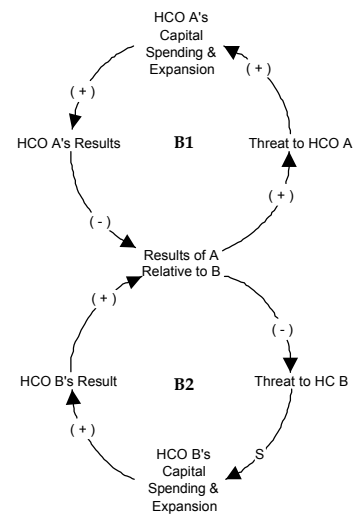 HCO A's
Capital
Spending &
Expansion
( + )
( + )
HCO A's Results
B1
Threat to HCO A
( + )
( - )
Results of A
Relative to B
( + )
( - )
HCO B's Result
B2
Threat to HC B
( + )
S
HCO B's
Capital
Spending &
Expansion